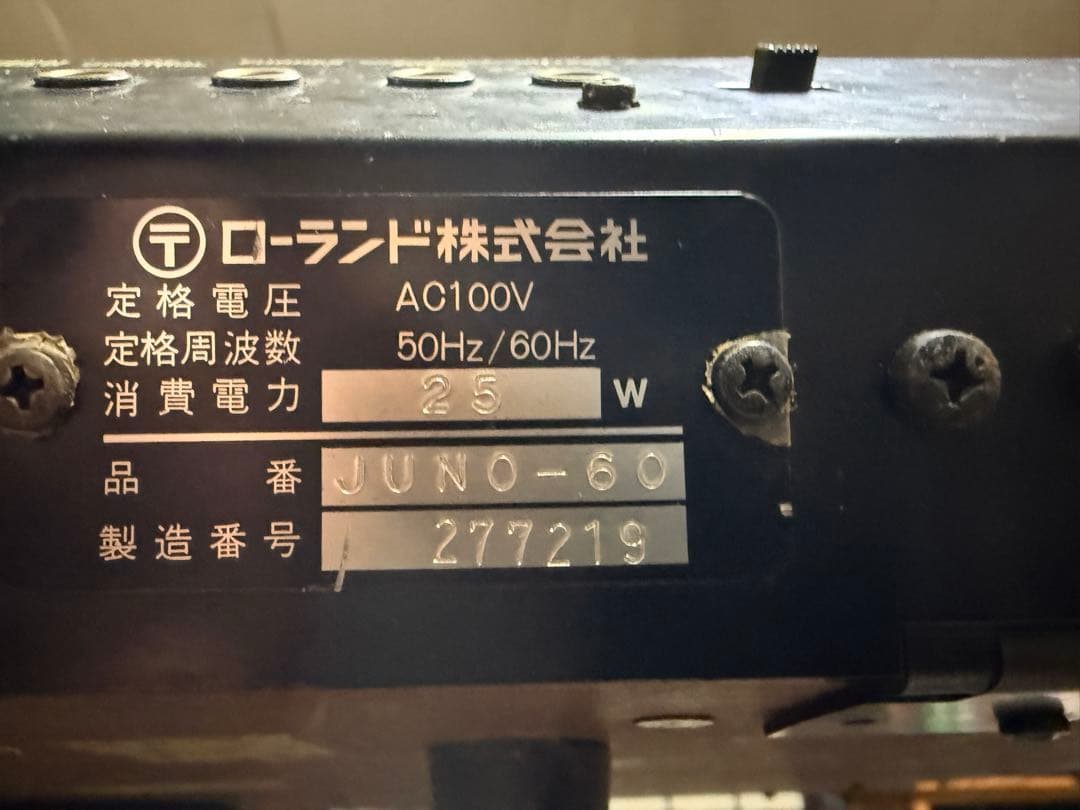 〒 ローランド株式会社
定格電圧 AC100V
定格周波数 50Hz/60Hz
消費電力 25 W
品番 JUNO-60
製造番号 277219